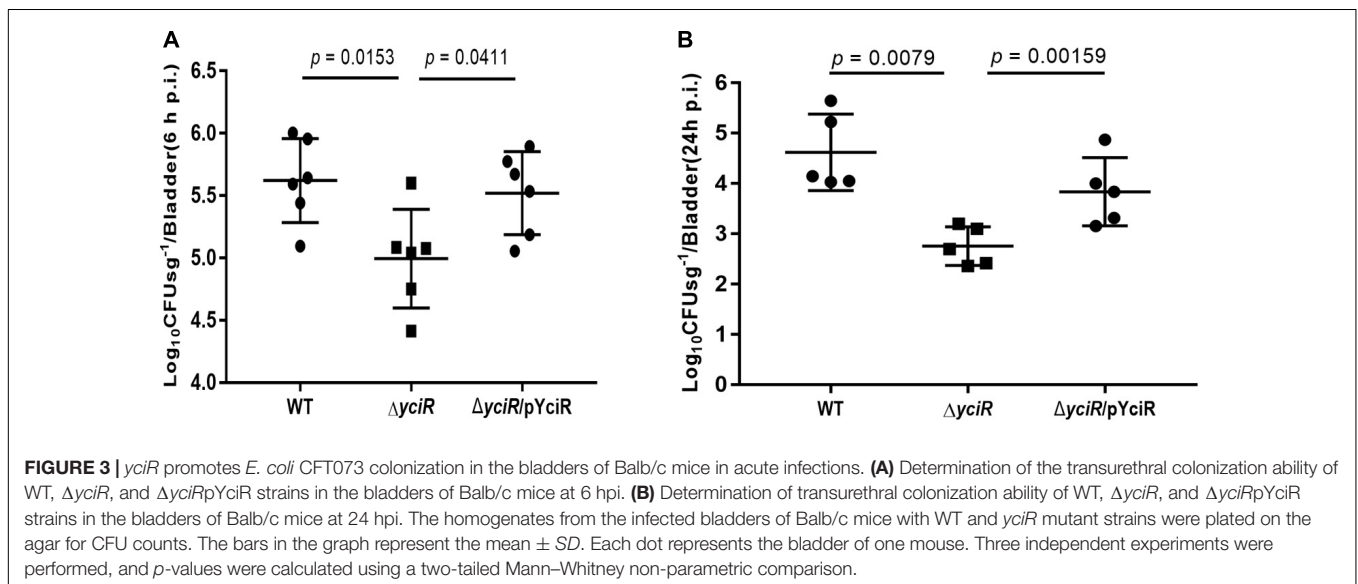 A
B
p = 0.0153
p = 0.0411
p = 0.0079
p = 0.00159
Log₁₀CFUsg⁻¹/Bladder(6 h p.i.)
6.5
6.0
5.5
5.0
4.5
4.0
WT
ΔyciR
ΔyciR/pYciR
Log₁₀CFUsg⁻¹/Bladder(24h p.i.)
6
5
4
3
2
1
0
WT
ΔyciR
ΔyciR/pYciR
FIGURE 3 | yciR promotes E. coli CFT073 colonization in the bladders of Balb/c mice in acute infections. (A) Determination of the transurethral colonization ability of
WT, ΔyciR, and ΔyciRpYciR strains in the bladders of Balb/c mice at 6 hpi. (B) Determination of transurethral colonization ability of WT, ΔyciR, and ΔyciRpYciR
strains in the bladders of Balb/c mice at 24 hpi. The homogenates from the infected bladders of Balb/c mice with WT and yciR mutant strains were plated on the
agar for CFU counts. The bars in the graph represent the mean ± SD. Each dot represents the bladder of one mouse. Three independent experiments were
performed, and p-values were calculated using a two-tailed Mann–Whitney non-parametric comparison.